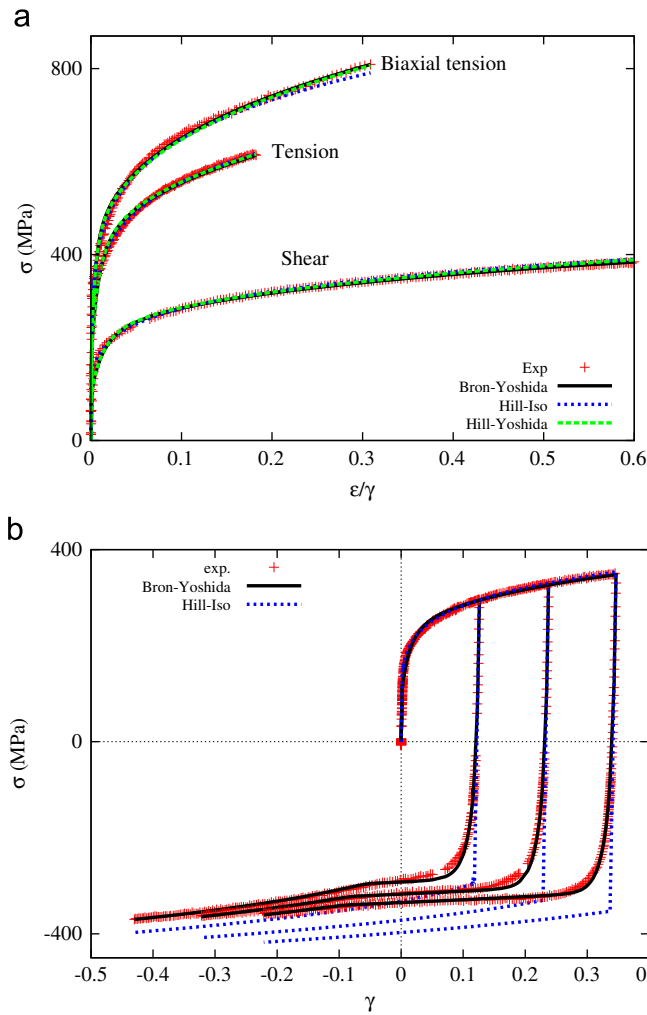 a
800
400
0
σ (MPa)
Biaxial tension
Tension
Shear
Exp
Bron-Yoshida
Hill-Iso
Hill-Yoshida
0 0.1 0.2 0.3 0.4 0.5 0.6
ε/γ
b
400
0
-400
σ (MPa)
exp.
Bron-Yoshida
Hill-Iso
-0.5 -0.4 -0.3 -0.2 -0.1 0 0.1 0.2 0.3
γ